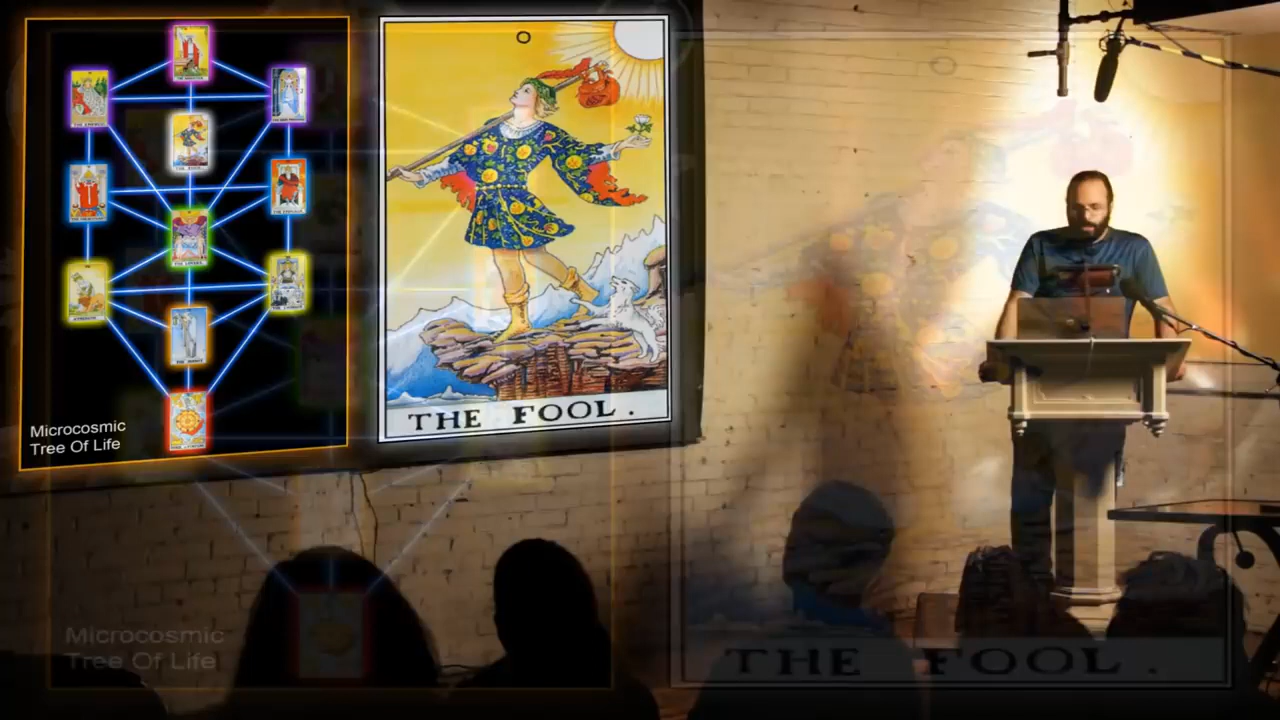 Microcosmic
Tree Of Life
THE FOOL.
Microcosmic
Tree Of Life
THE FOOL.